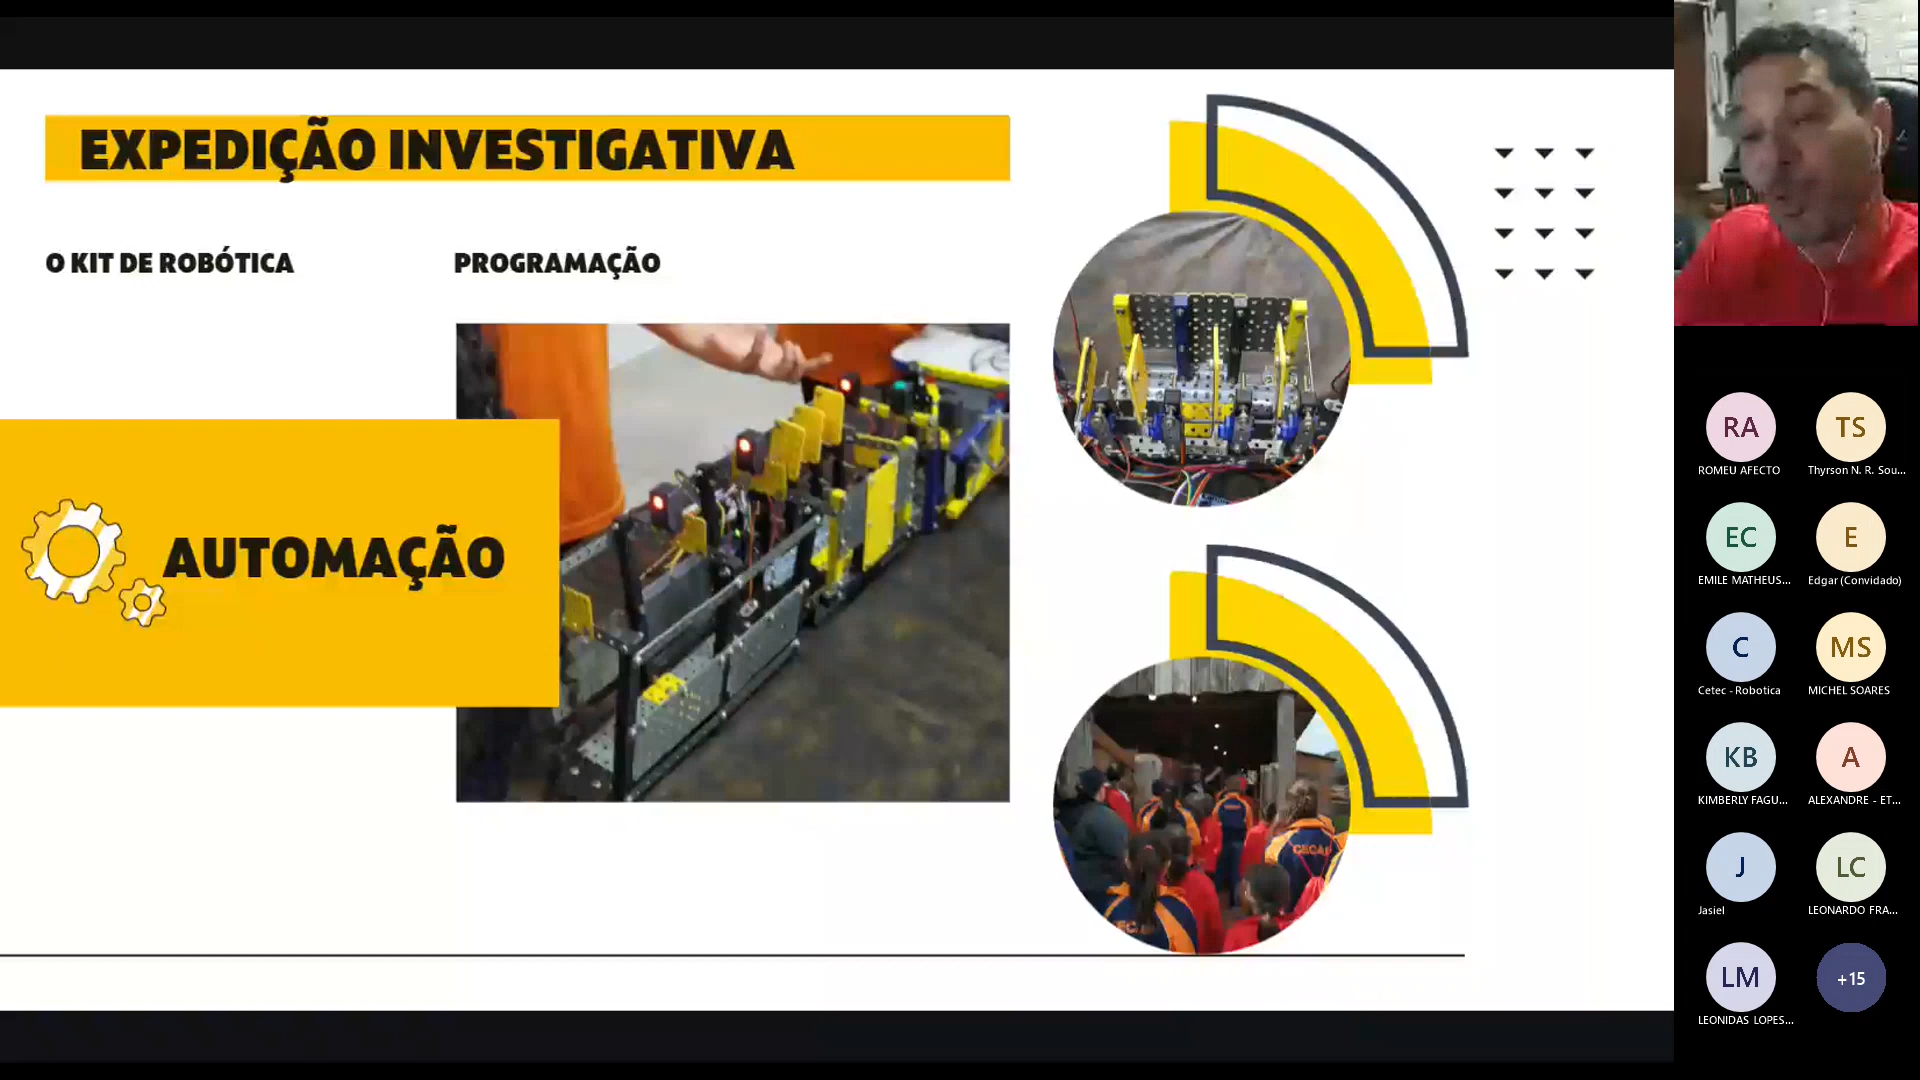 EXPEDIÇÃO INVESTIGATIVA
O KIT DE ROBÓTICA
PROGRAMAÇÃO
AUTOMAÇÃO
RA
TS
ROMEU AFECTO
Thyrson N. R. Sou...
EC
E
EMILE MATHEUS...
Edgar (Convidado)
C
MS
Cetec - Robotica
MICHEL SOARES
KB
A
KIMBERLY FAGU...
ALEXANDRE - ET...
J
LC
Jasiel
LEONARDO FRA...
LM
+15
LEONIDAS LOPES...